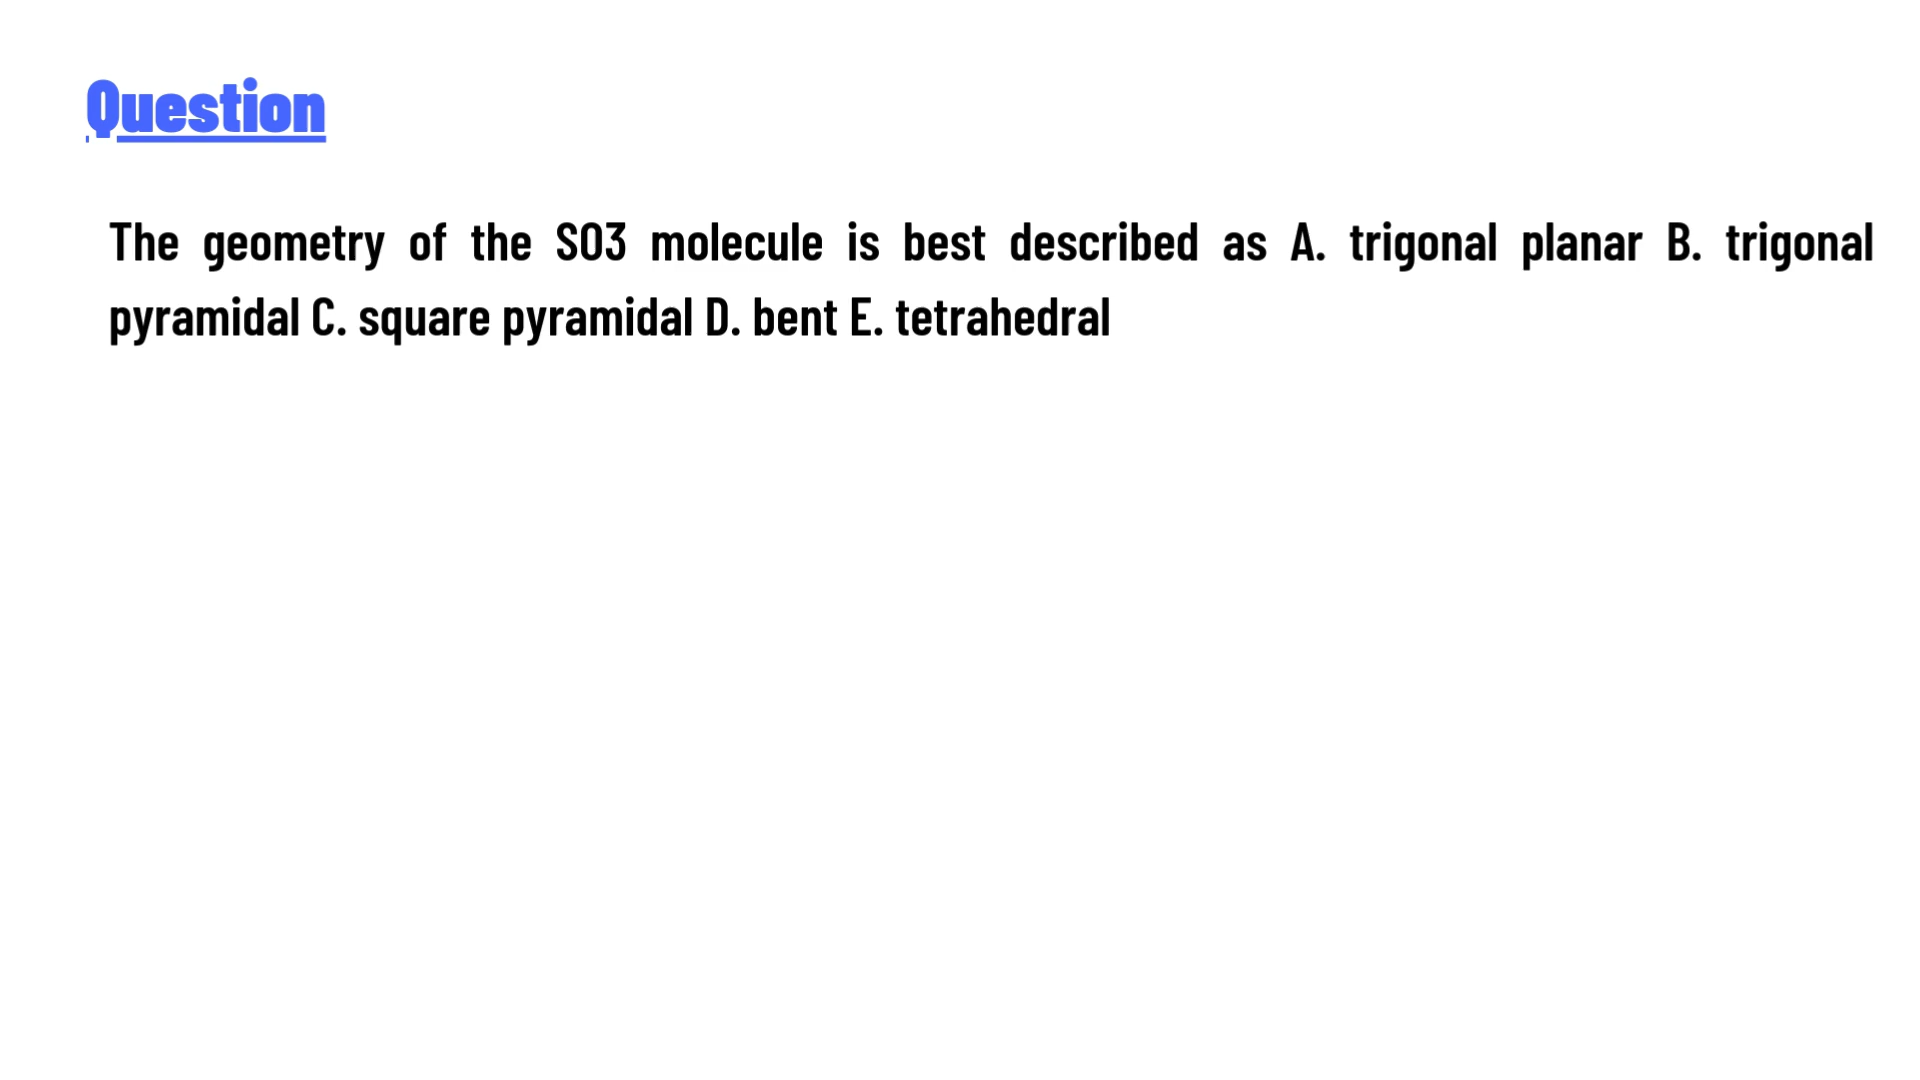 Question
The geometry of the SO3 molecule is best described as A. trigonal planar B. trigonal
pyramidal C. square pyramidal D. bent E. tetrahedral